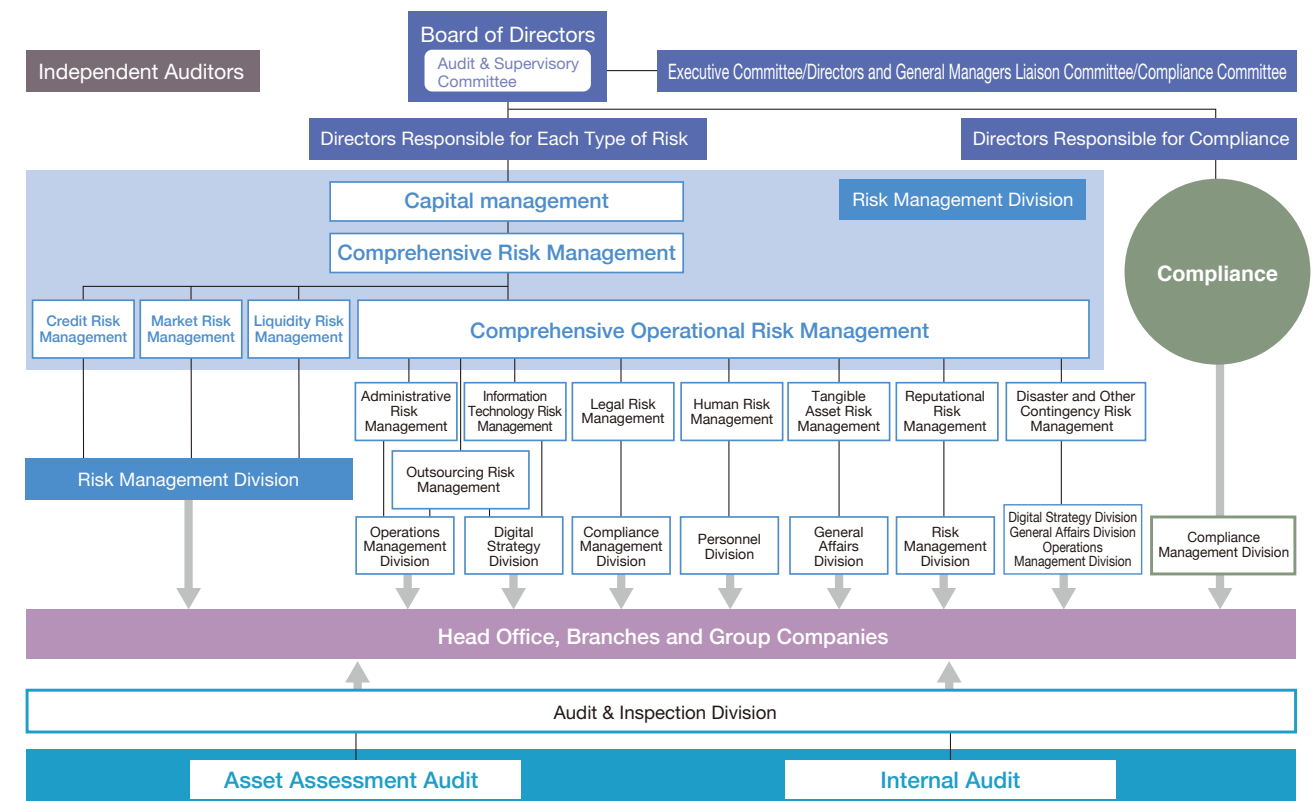 Board of Directors
Audit & Supervisory
Committee
Independent Auditors
Executive Committee/Directors and General Managers Liaison Committee/Compliance Committee
Directors Responsible for Each Type of Risk
Directors Responsible for Compliance
Capital management
Risk Management Division
Comprehensive Risk Management
Compliance
Credit Risk
Management
Market Risk
Management
Liquidity Risk
Management
Comprehensive Operational Risk Management
Administrative
Risk
Management
Information
Technology Risk
Management
Legal Risk
Management
Human Risk
Management
Tangible
Asset Risk
Management
Reputational
Risk
Management
Disaster and Other
Contingency Risk
Management
Risk Management Division
Outsourcing Risk
Management
Operations
Management
Division
Digital
Strategy
Division
Compliance
Management
Division
Personnel
Division
General
Affairs
Division
Risk
Management
Division
Digital Strategy Division
General Affairs Division
Operations
Management Division
Compliance
Management Division
Head Office, Branches and Group Companies
Audit & Inspection Division
Asset Assessment Audit
Internal Audit